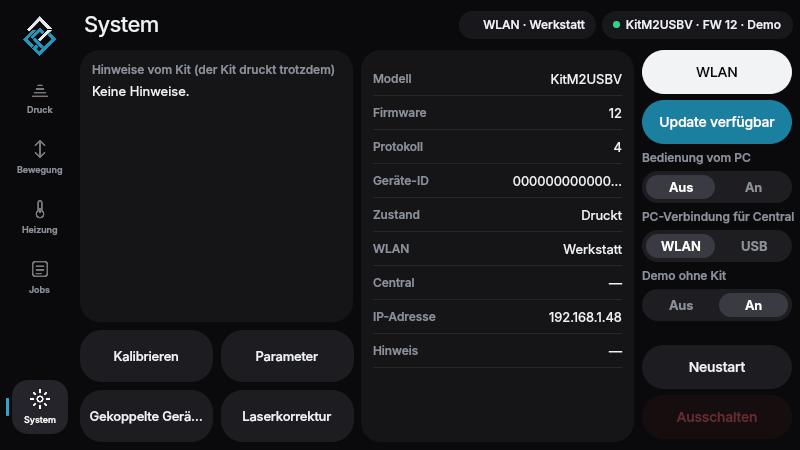 System
WLAN · Werkstatt
KitM2USBV · FW 12 · Demo
Druck
Bewegung
Heizung
Jobs
System
Hinweise vom Kit (der Kit druckt trotzdem)
Keine Hinweise.
Kalibrieren
Parameter
Gekoppelte Gerä...
Laserkorrektur
Modell KitM2USBV
Firmware 12
Protokoll 4
Geräte-ID 000000000000...
Zustand Druckt
WLAN Werkstatt
Central —
IP-Adresse 192.168.1.48
Hinweis —
WLAN
Update verfügbar
Bedienung vom PC
Aus An
PC-Verbindung für Central
WLAN USB
Demo ohne Kit
Aus An
Neustart
Ausschalten